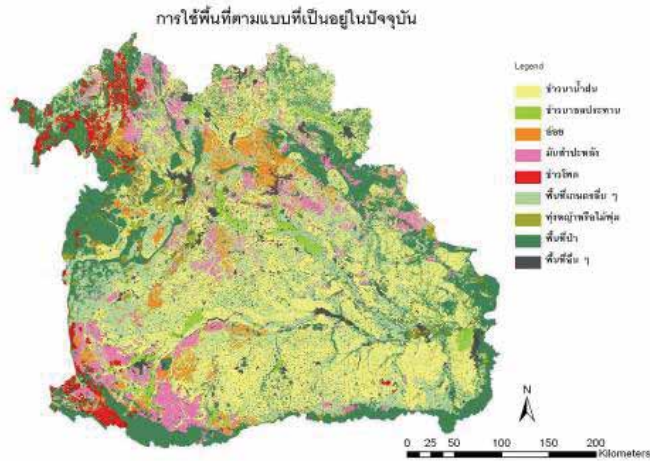 การใช้พื้นที่ตามแบบที่เป็นอยู่ในปัจจุบัน
Legend
ข้าวนาน้ำฝน
ข้าวนาชลประทาน
อ้อย
มันสำปะหลัง
ข้าวโพด
พื้นที่เกษตรอื่น ๆ
ทุ่งหญ้าหรือไม้พุ่ม
พื้นที่ป่า
พื้นที่อื่น ๆ
N
0 25 50 100 150 200
Kilometers